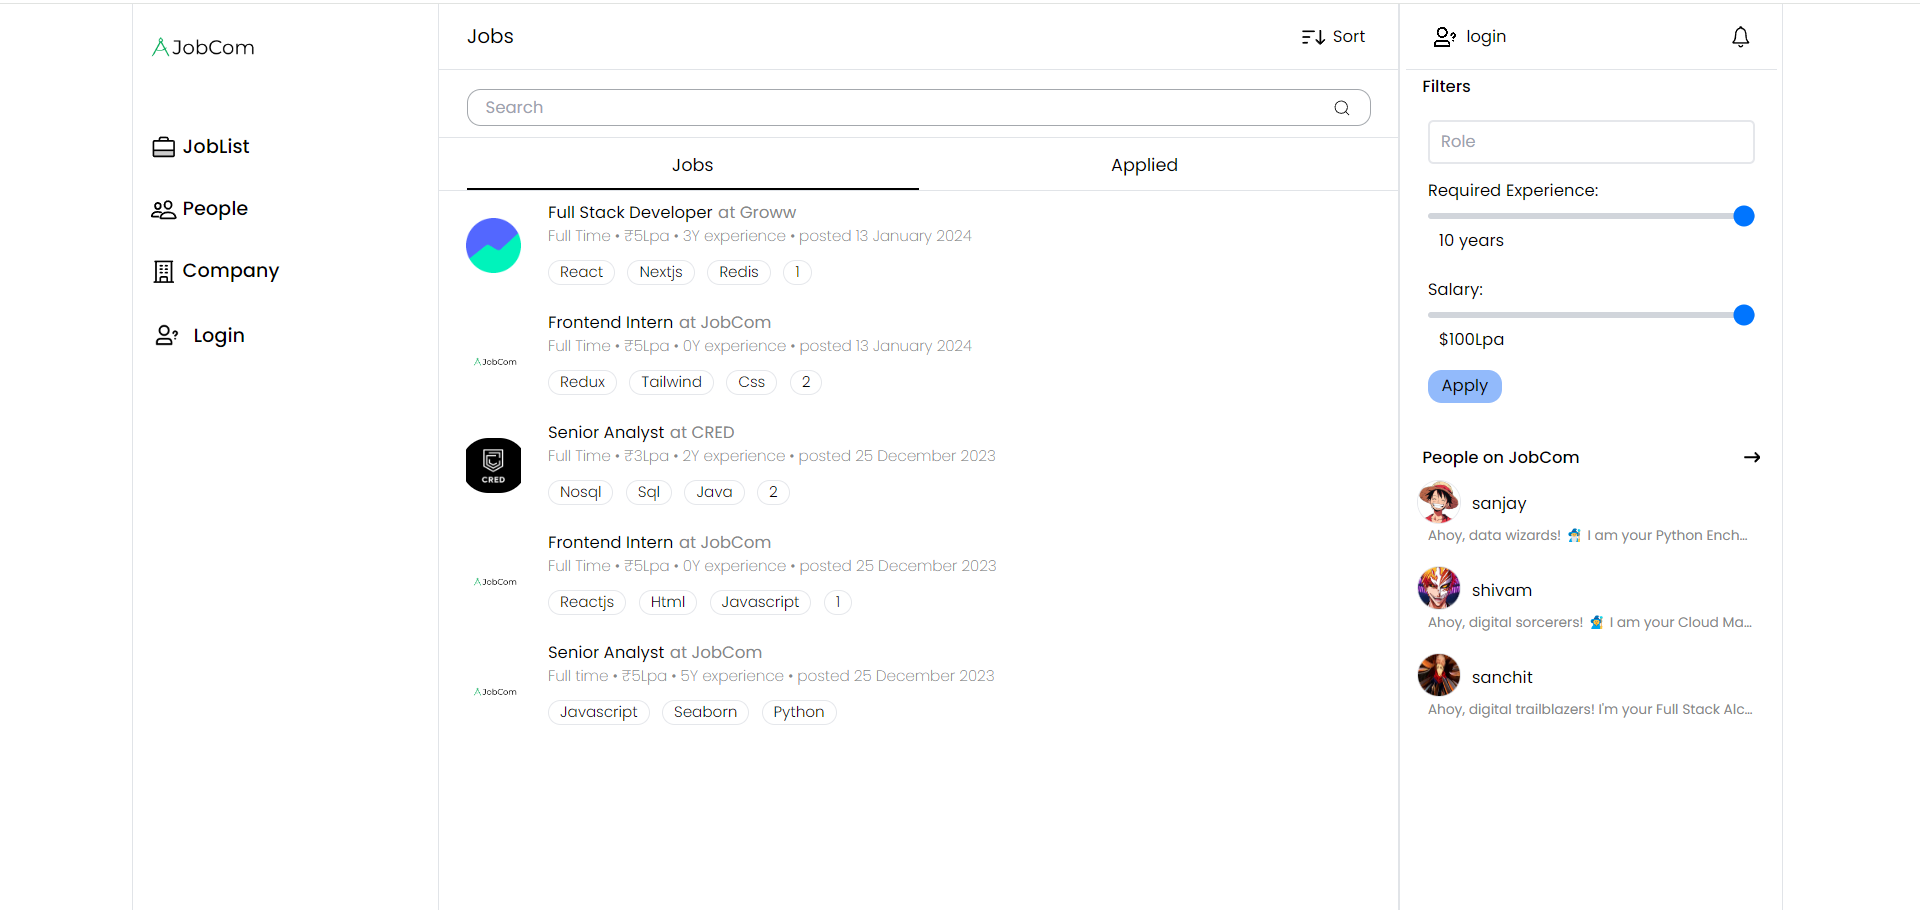 JobCom
JobList
People
Company
Login
Jobs
Sort
Search
Jobs
Applied
Full Stack Developer at Groww
Full Time • ₹5Lpa • 3Y experience • posted 13 January 2024
React Nextjs Redis 1
Frontend Intern at JobCom
JobCom
Full Time • ₹5Lpa • 0Y experience • posted 13 January 2024
Redux Tailwind Css 2
Senior Analyst at CRED
CRED
Full Time • ₹3Lpa • 2Y experience • posted 25 December 2023
Nosql Sql Java 2
Frontend Intern at JobCom
JobCom
Full Time • ₹5Lpa • 0Y experience • posted 25 December 2023
Reactjs Html Javascript 1
Senior Analyst at JobCom
JobCom
Full time • ₹5Lpa • 5Y experience • posted 25 December 2023
Javascript Seaborn Python
login
Filters
Role
Required Experience:
10 years
Salary:
$100Lpa
Apply
People on JobCom
sanjay
Ahoy, data wizards! 🧙 I am your Python Ench...
shivam
Ahoy, digital sorcerers! 🧙 I am your Cloud Ma...
sanchit
Ahoy, digital trailblazers! I'm your Full Stack Alc...